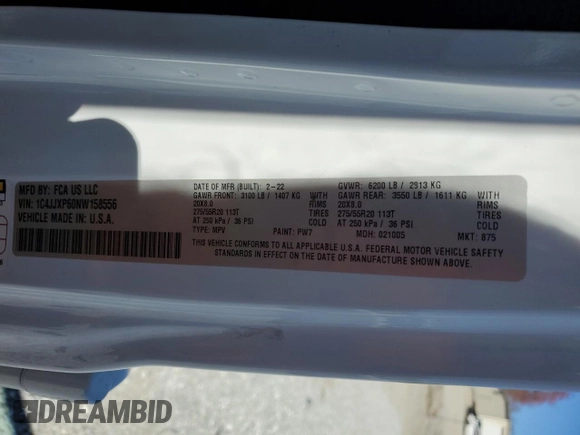 MFD BY: FCA US LLC
VIN: 1C4JJXP60NW158556
VEHICLE MADE IN U.S.A.
DATE OF MFR (BUILT): 2-22
GAWR FRONT: 3100 LB / 1407 KG WITH
20X8.0 RIMS
275/55R20 113T TIRES
AT 250 kPa / 36 PSI COLD
TYPE: MPV PAINT: PW7
GVWR: 6200 LB / 2813 KG
GAWR REAR: 3550 LB / 1611 KG WITH
20X8.0 RIMS
275/55R20 113T TIRES
AT 250 kPa / 36 PSI COLD
MDH: 021005 MKT: 875
THIS VEHICLE CONFORMS TO ALL APPLICABLE U.S.A. FEDERAL MOTOR VEHICLE SAFETY
STANDARDS IN EFFECT ON THE DATE OF MANUFACTURE SHOWN ABOVE.
DREAMBID